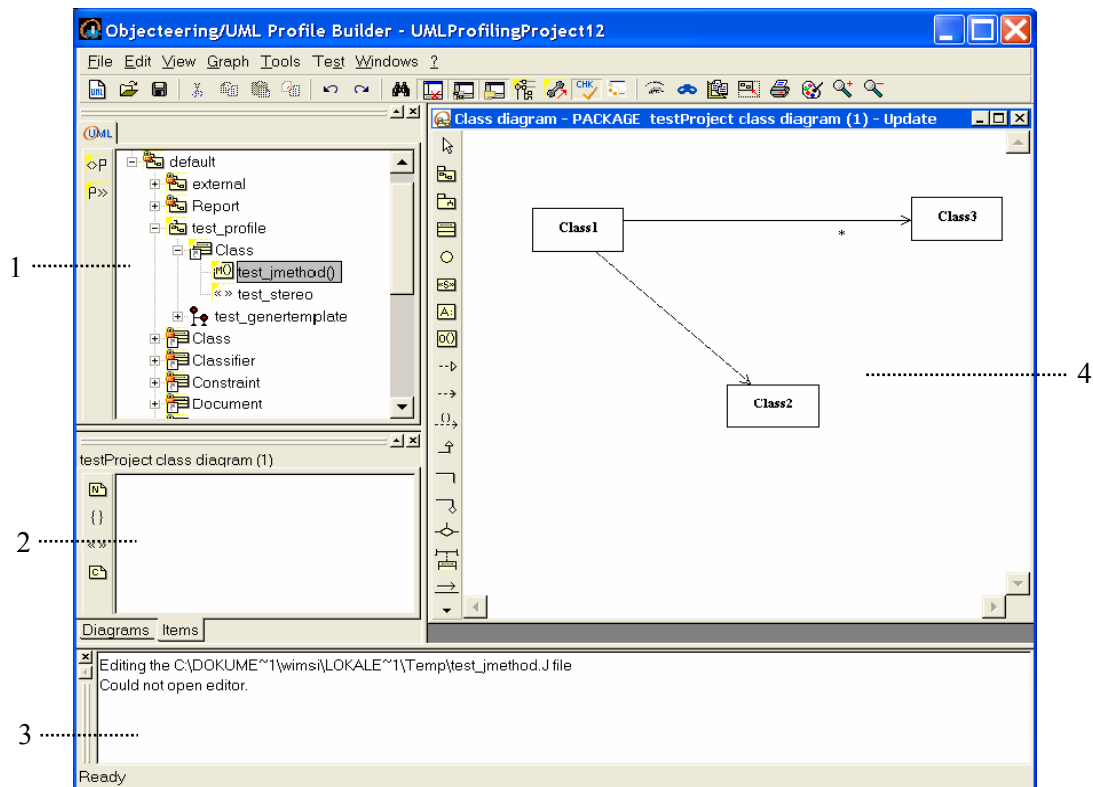 Objecteering/UML Profile Builder - UMLProfilingProject12
File Edit View Graph Tools Test Windows ?
UML
default
external
Report
test_profile
Class
test_jmethod()
test_stereo
test_genertemplate
Class
Classifier
Constraint
Document
1
testProject class diagram (1)
2
Diagrams Items
Class diagram - PACKAGE testProject class diagram (1) - Update
Class1
*
Class3
Class2
4
Editing the C:\DOKUME~1\wimsi\LOKALE~1\Temp\test_jmethod.J file
Could not open editor.
3
Ready